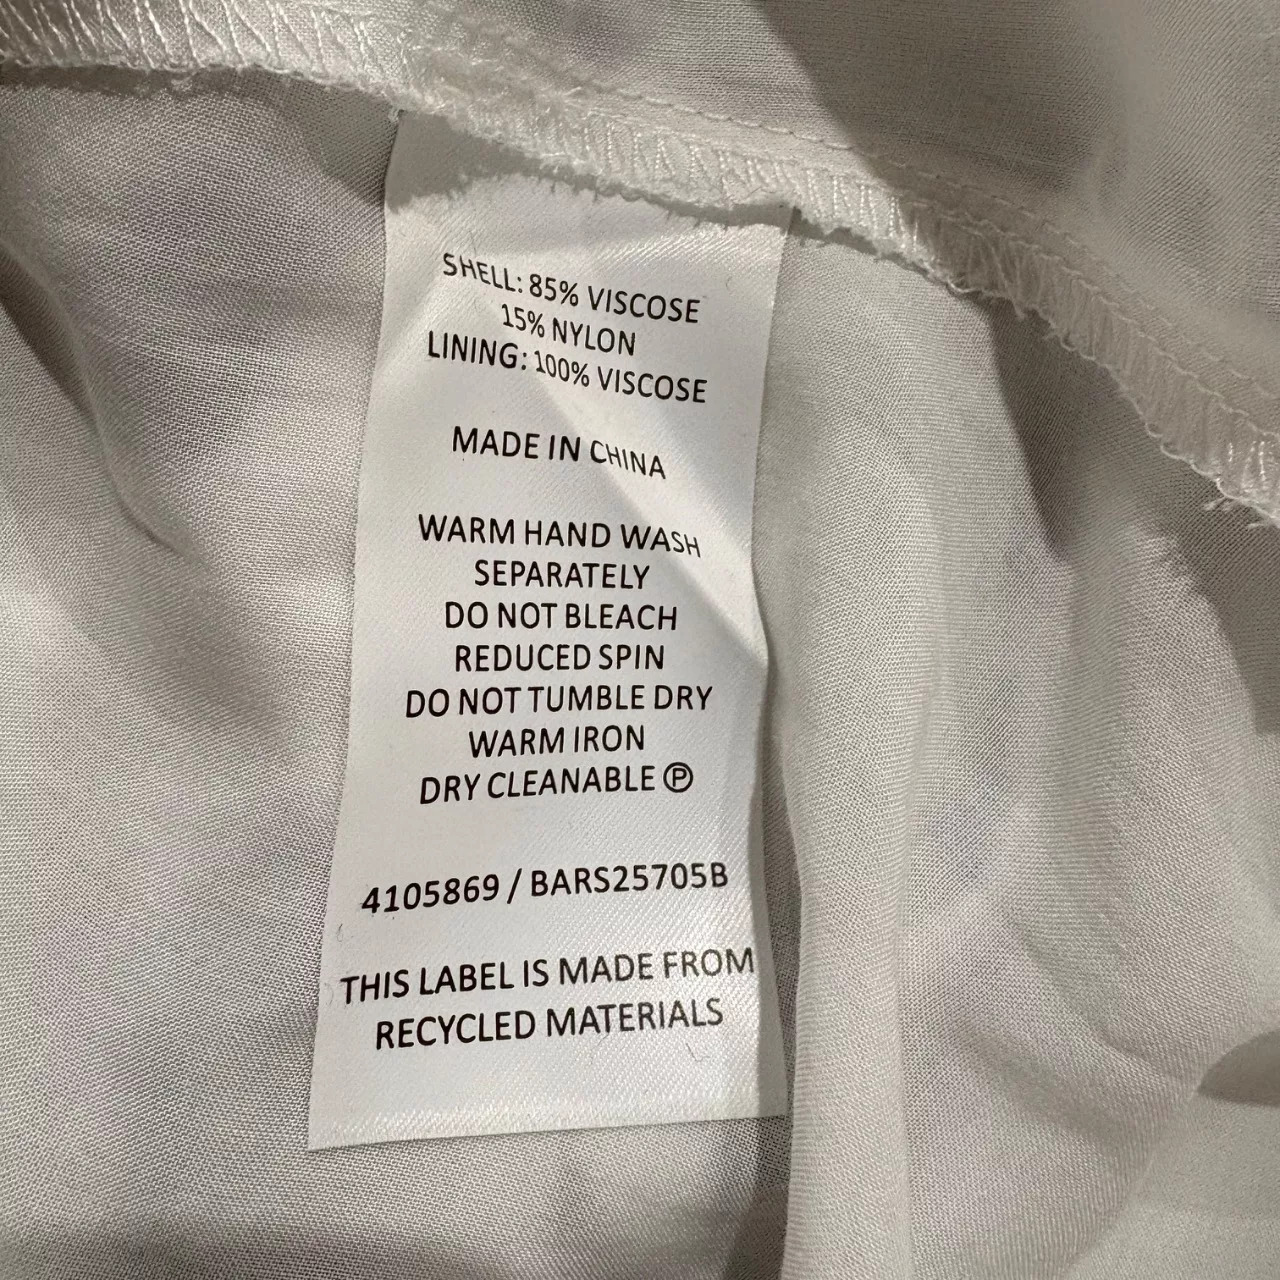 SHELL: 85% VISCOSE
15% NYLON
LINING: 100% VISCOSE
MADE IN CHINA
WARM HAND WASH
SEPARATELY
DO NOT BLEACH
REDUCED SPIN
DO NOT TUMBLE DRY
WARM IRON
DRY CLEANABLE Ⓟ
4105869 / BARS25705B
THIS LABEL IS MADE FROM
RECYCLED MATERIALS